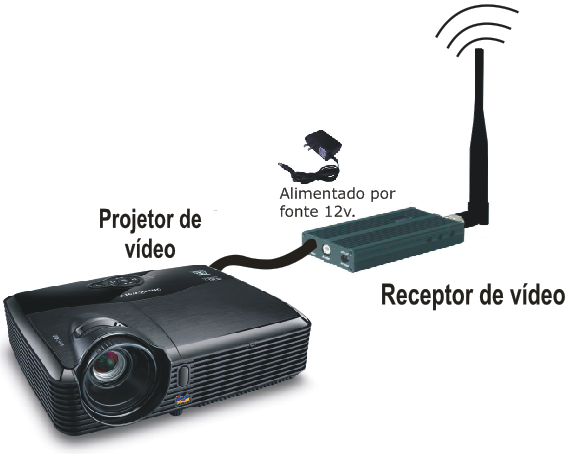 Alimentado por
fonte 12v.
Projetor de
vídeo
Receptor de vídeo